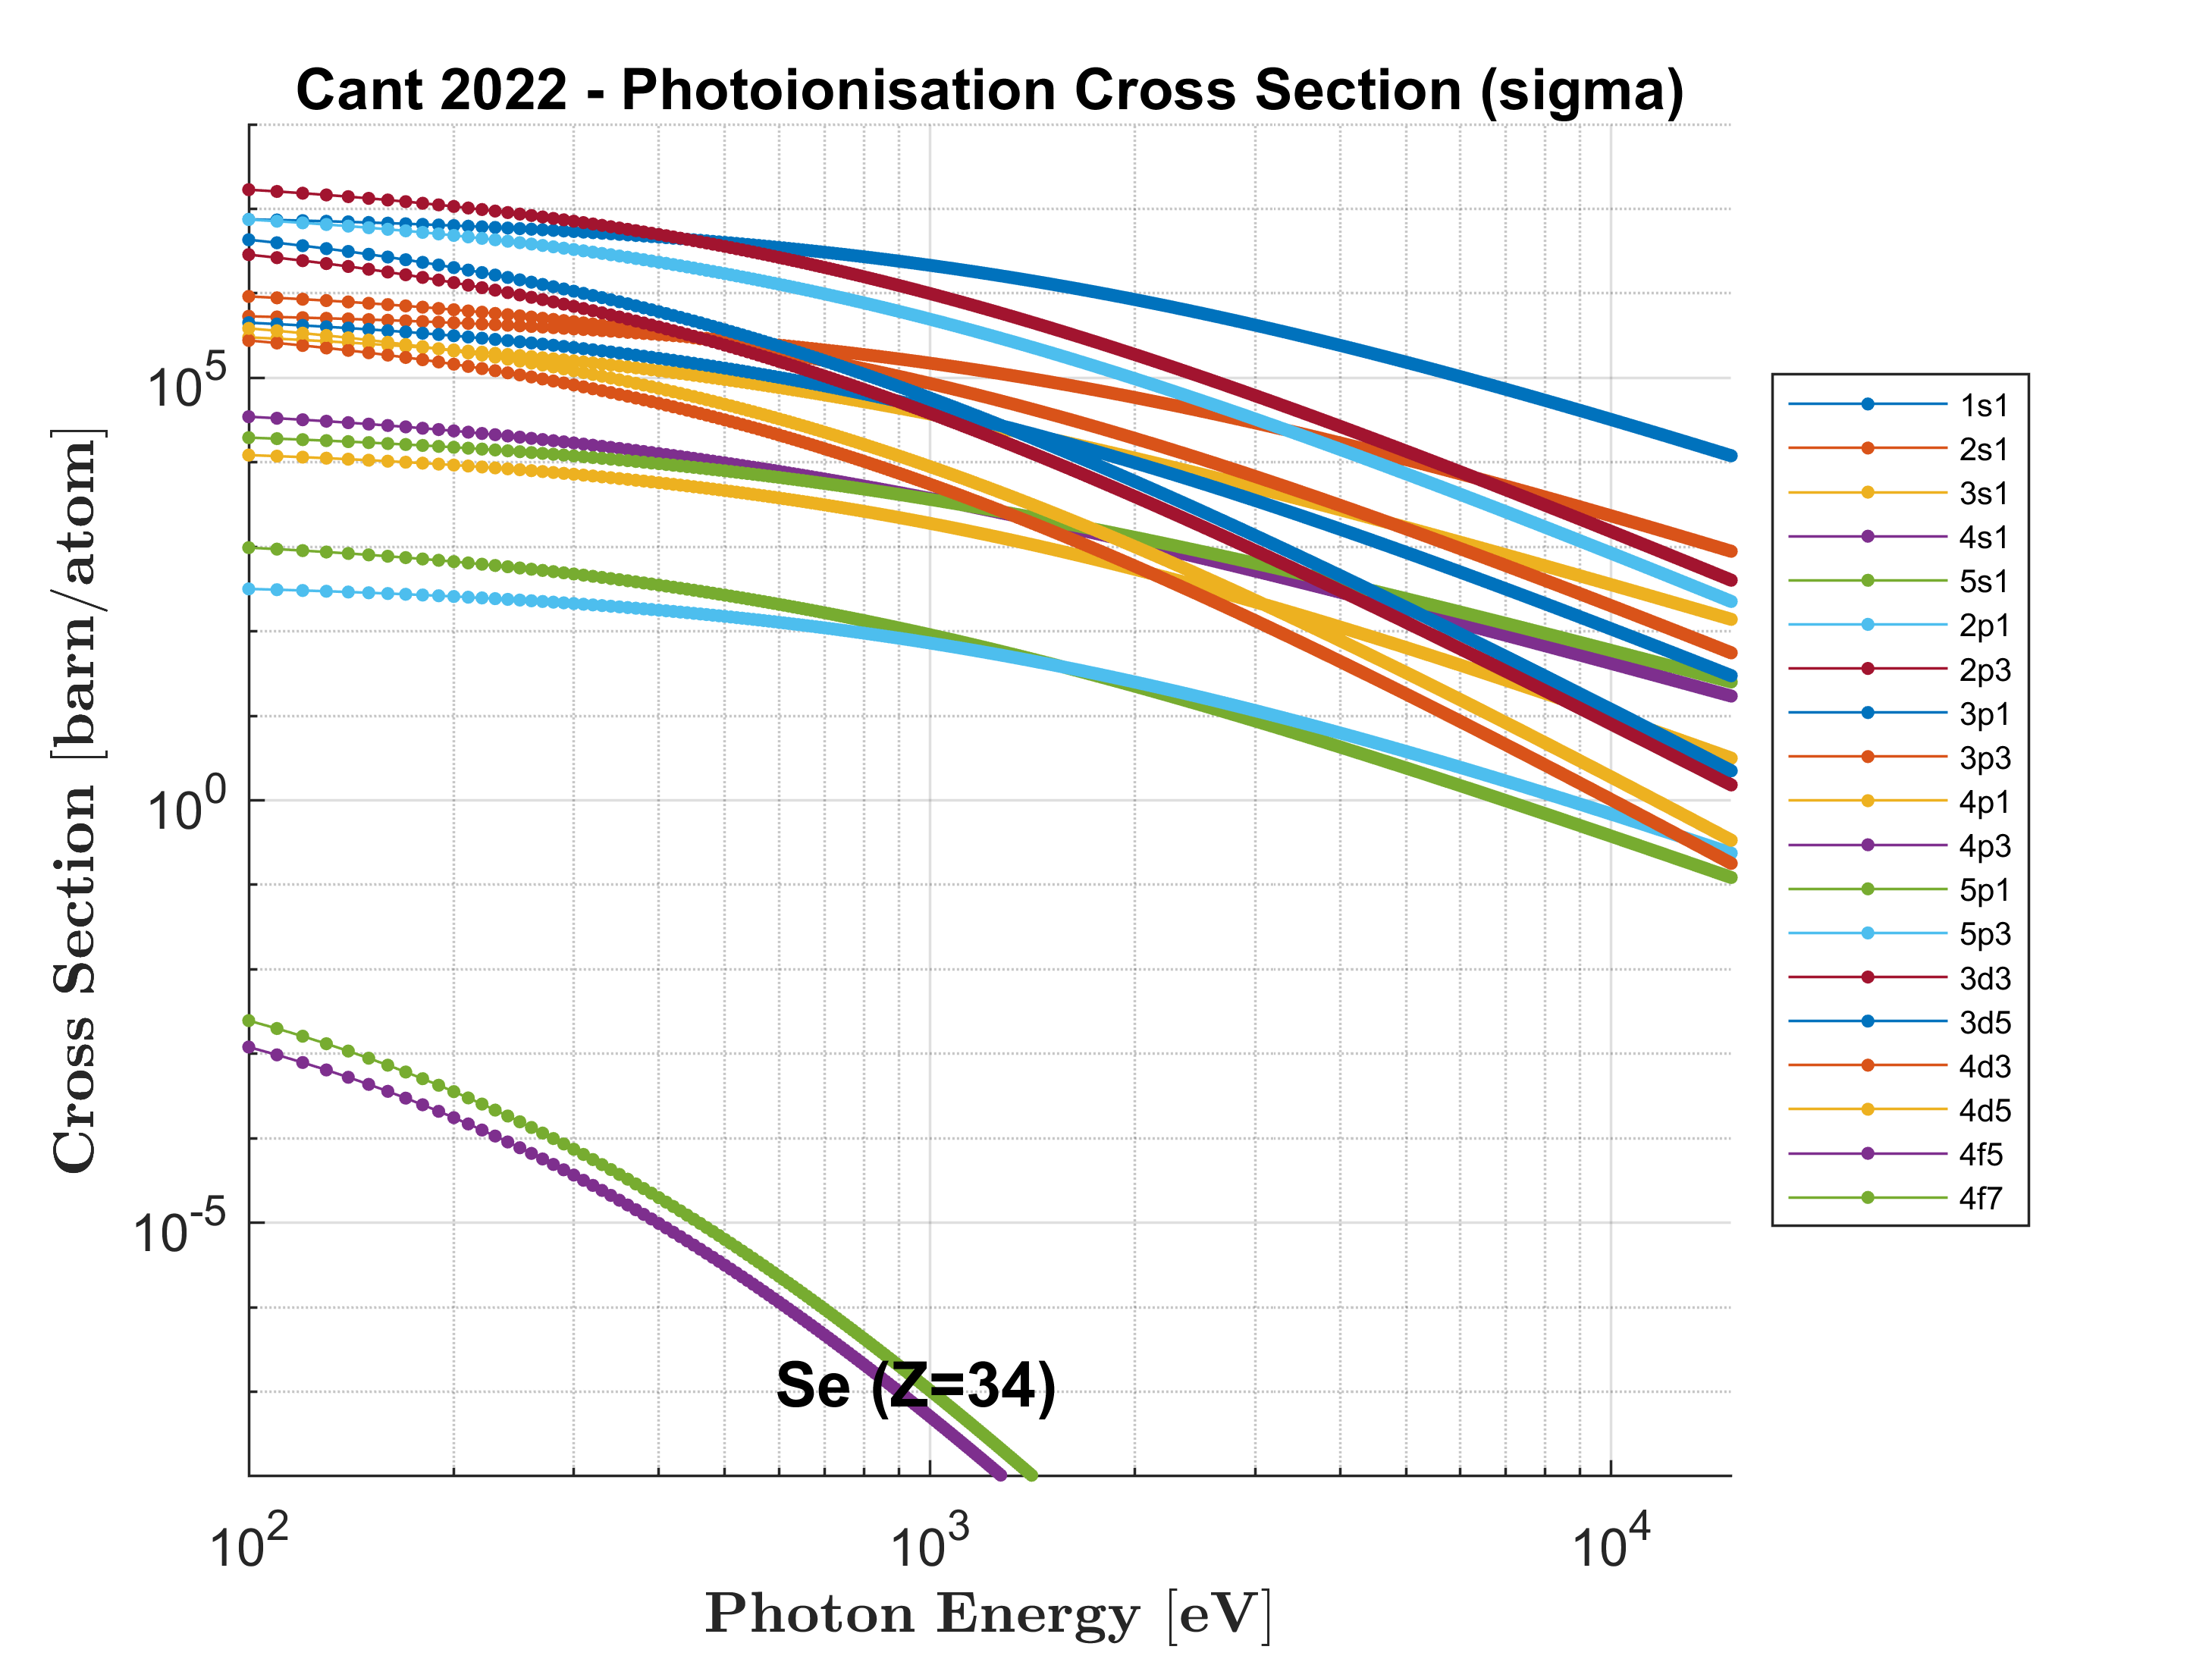 Cant 2022 - Photoionisation Cross Section (sigma)
Cross Section [barn/atom]
10^5
10^0
10^-5
1s1
2s1
3s1
4s1
5s1
2p1
2p3
3p1
3p3
4p1
4p3
5p1
5p3
3d3
3d5
4d3
4d5
4f5
4f7
Se (Z=34)
10^2 10^3 10^4
Photon Energy [eV]